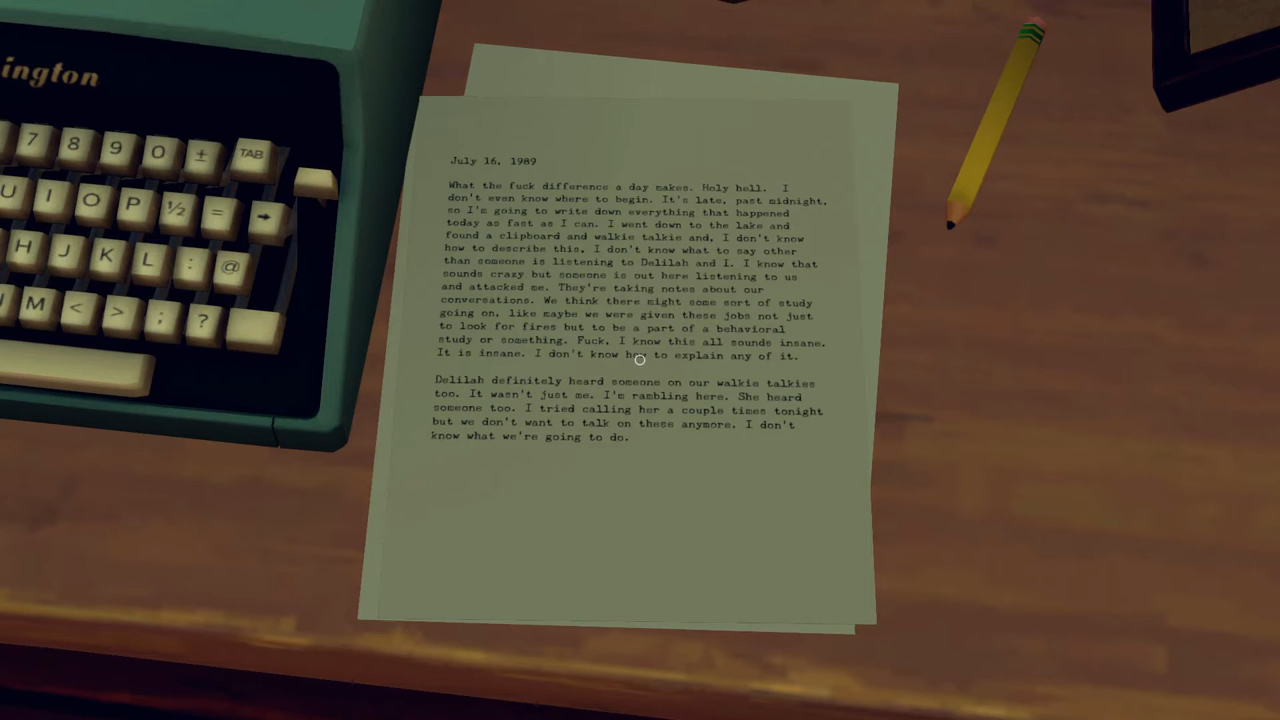 ington
7 8 9 0 ± TAB
U I O P ½ = →
H J K L : @
M < > ; ?
July 16, 1989
What the fuck difference a day makes. Holy hell. I
don't even know where to begin. It's late, past midnight,
so I'm going to write down everything that happened
today as fast as I can. I went down to the lake and
found a clipboard and walkie talkie and, I don't know
how to describe this, I don't know what to say other
than someone is listening to Delilah and I. I know that
sounds crazy but someone is out here listening to us
and attacked me. They're taking notes about our
conversations. We think there might some sort of study
going on, like maybe we were given these jobs not just
to look for fires but to be a part of a behavioral
study or something. Fuck, I know this all sounds insane.
It is insane. I don't know how to explain any of it.
Delilah definitely heard someone on our walkie talkies
too. It wasn't just me. I'm rambling here. She heard
someone too. I tried calling her a couple times tonight
but we don't want to talk on these anymore. I don't
know what we're going to do.